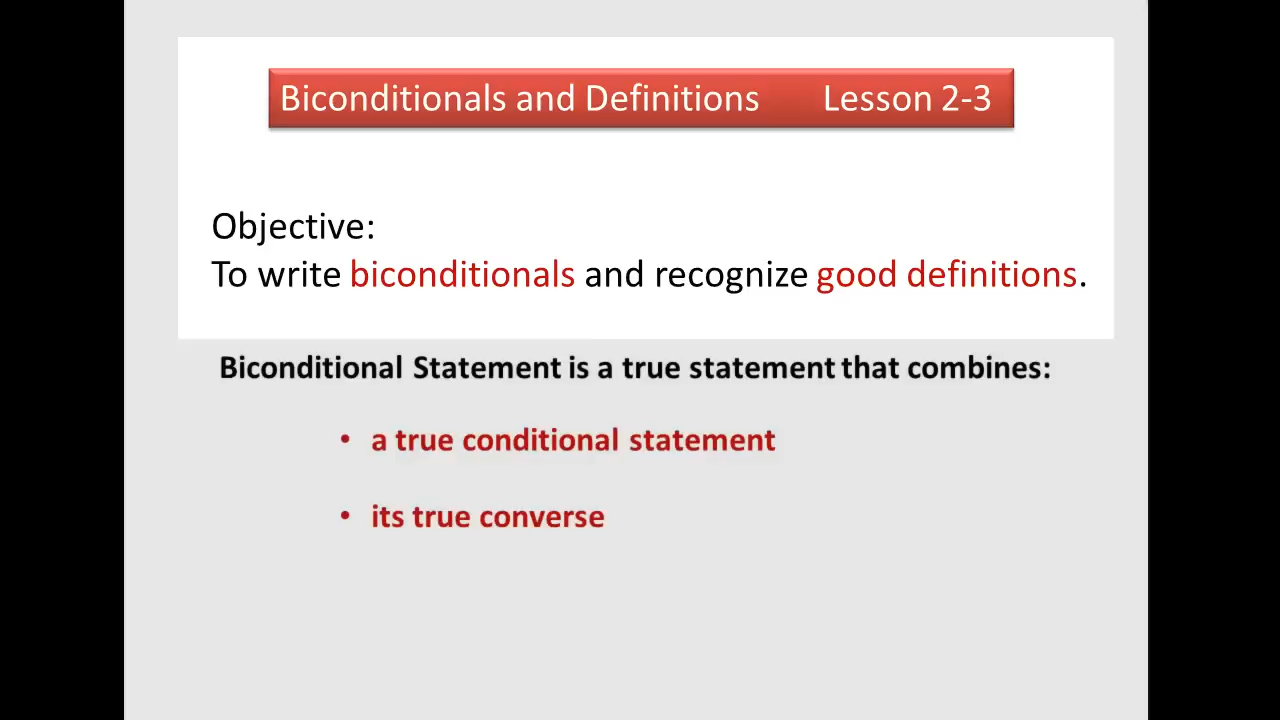 Biconditionals and Definitions Lesson 2-3
Objective:
To write biconditionals and recognize good definitions.
Biconditional Statement is a true statement that combines:
• a true conditional statement
• its true converse